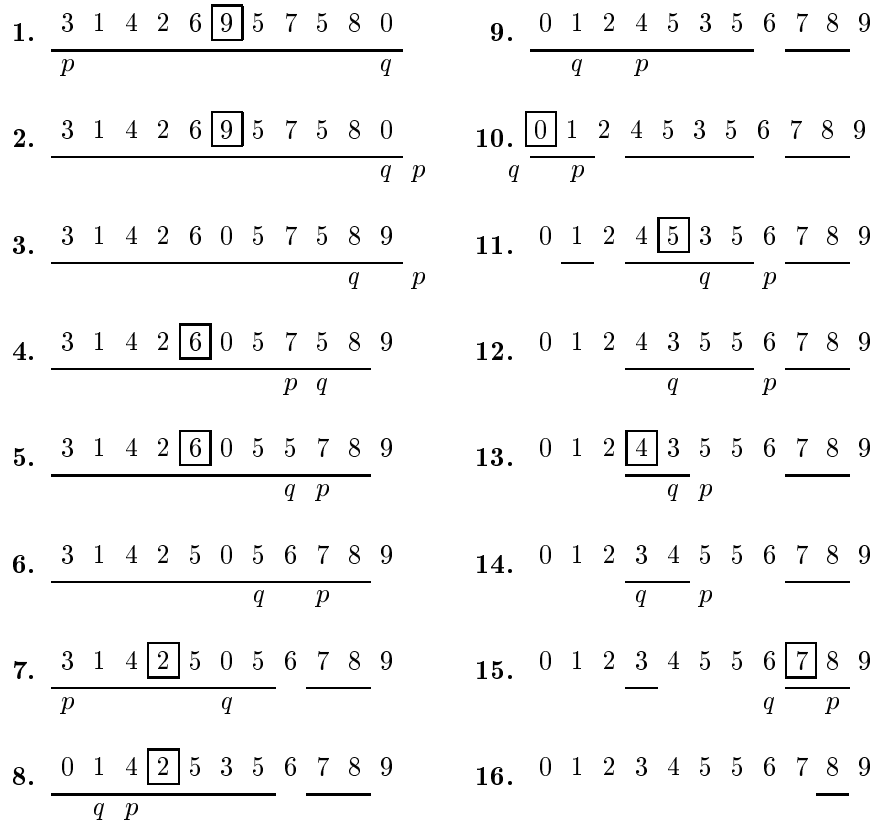 1. 3 1 4 2 6 9 5 7 5 8 0
p q
2. 3 1 4 2 6 9 5 7 5 8 0
q p
3. 3 1 4 2 6 0 5 7 5 8 9
q p
4. 3 1 4 2 6 0 5 7 5 8 9
p q
5. 3 1 4 2 6 0 5 5 7 8 9
q p
6. 3 1 4 2 5 0 5 6 7 8 9
q p
7. 3 1 4 2 5 0 5 6 7 8 9
p q
8. 0 1 4 2 5 3 5 6 7 8 9
q p
9. 0 1 2 4 5 3 5 6 7 8 9
q p
10. 0 1 2 4 5 3 5 6 7 8 9
q p
11. 0 1 2 4 5 3 5 6 7 8 9
q p
12. 0 1 2 4 3 5 5 6 7 8 9
q p
13. 0 1 2 4 3 5 5 6 7 8 9
q p
14. 0 1 2 3 4 5 5 6 7 8 9
q p
15. 0 1 2 3 4 5 5 6 7 8 9
q p
16. 0 1 2 3 4 5 5 6 7 8 9